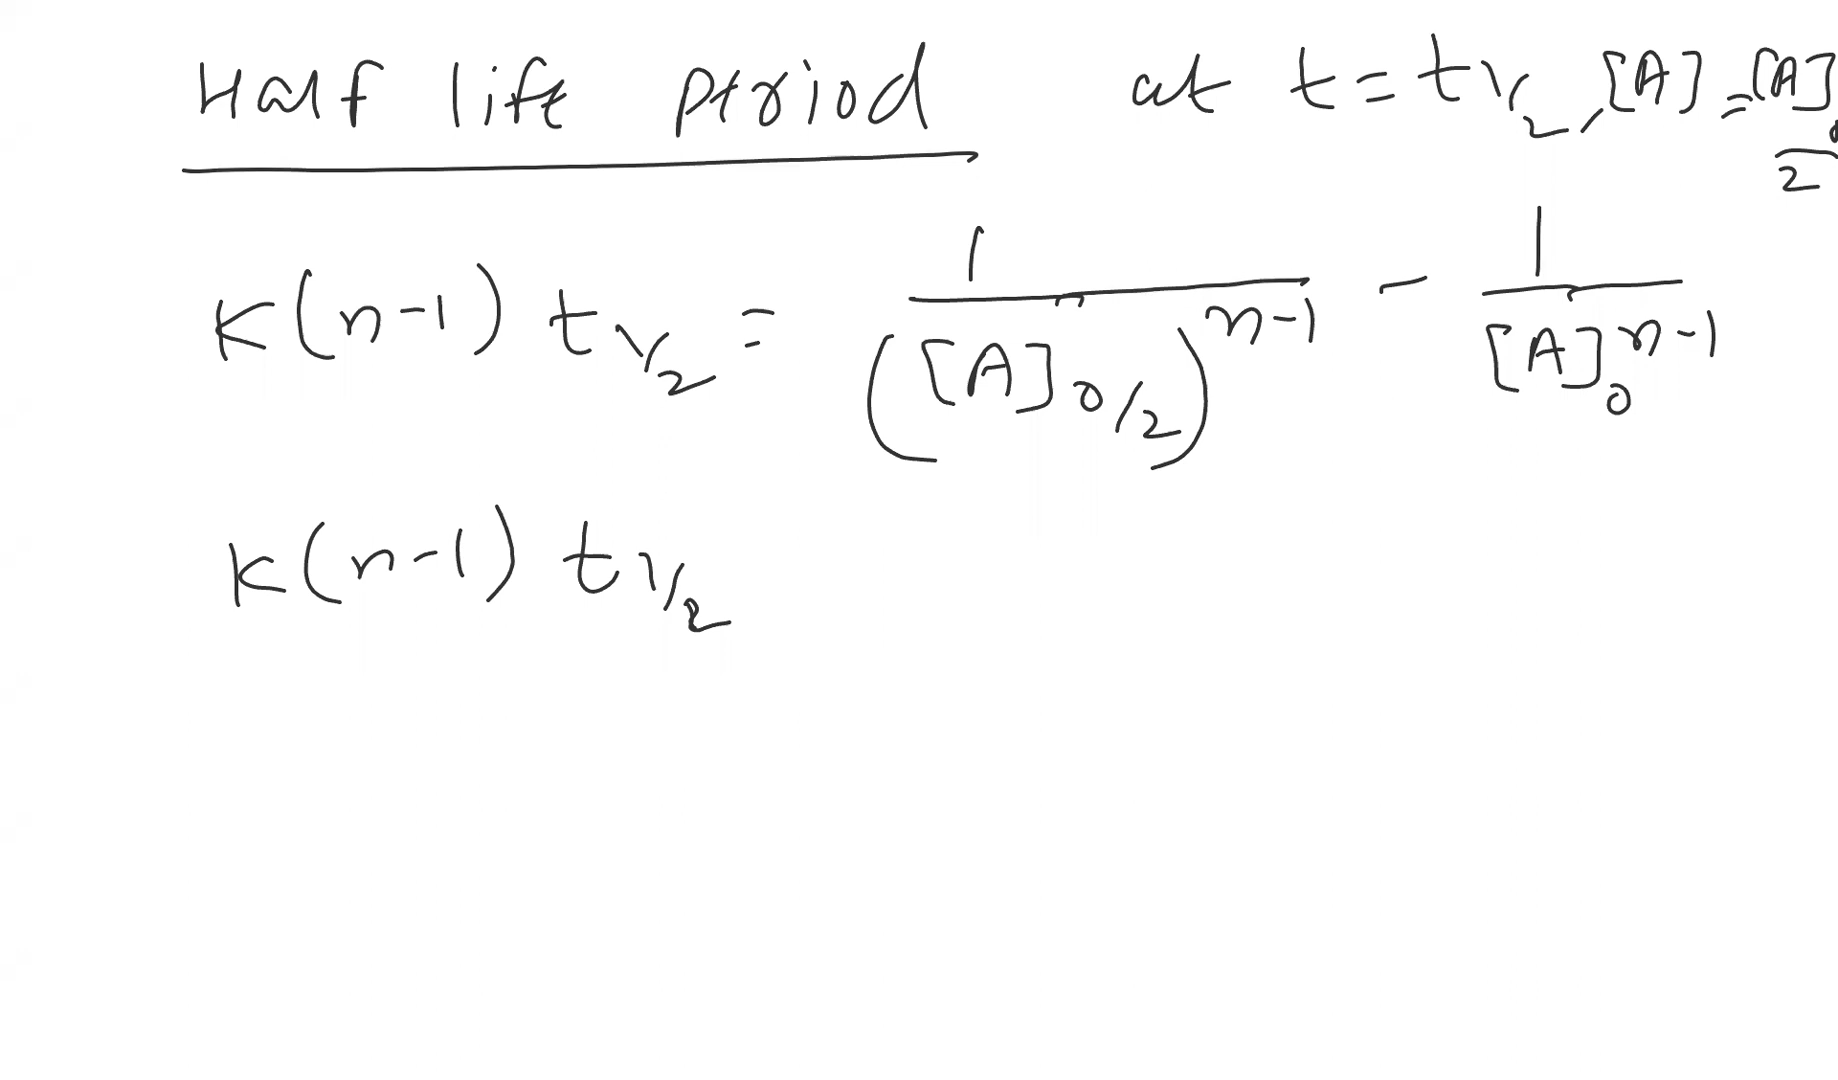 Half life period at t = t1/2, [A] = [A]0/2
K(n-1) t1/2 = 1/([A]0/2)^n-1 - 1/[A]0^n-1
K(n-1) t1/2